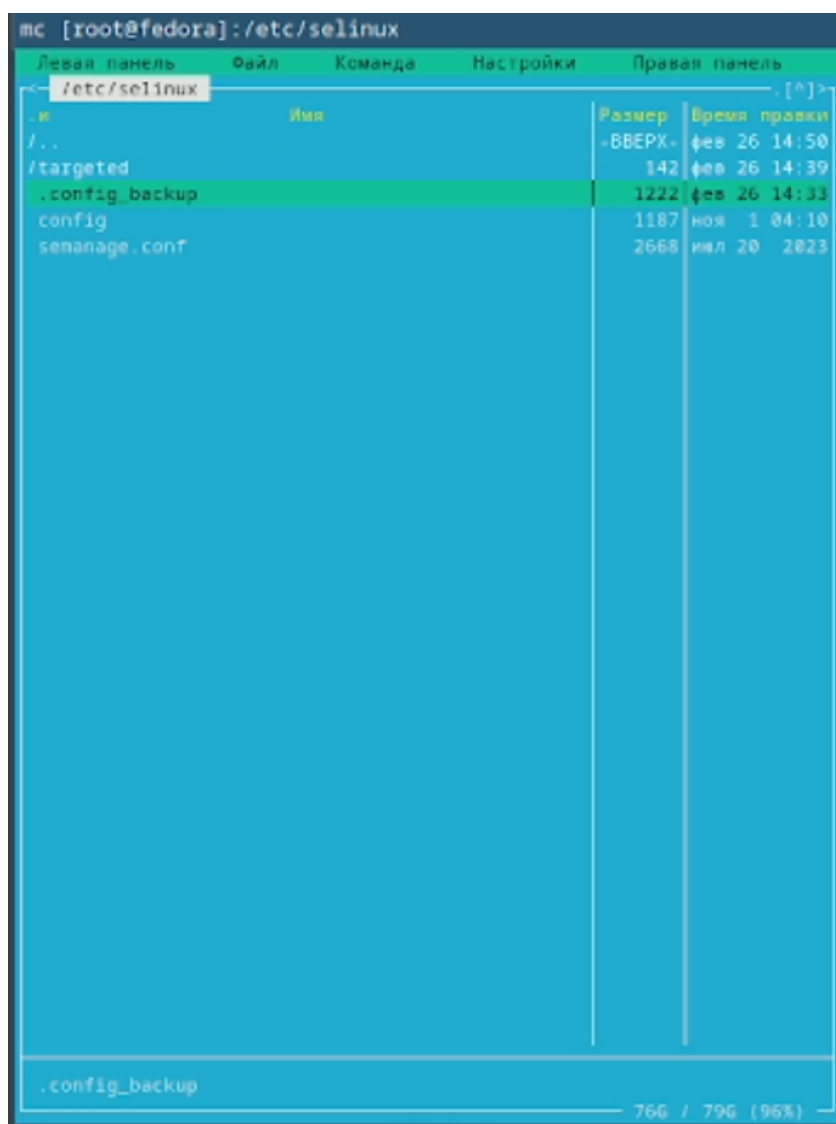 mc [root@fedora]:/etc/selinux
Левая панель Файл Команда Настройки Правая панель
<─ /etc/selinux .[^]>
.и Имя Размер Время правки
/.. -ВВЕРХ- фев 26 14:50
/targeted 142 фев 26 14:39
.config_backup 1222 фев 26 14:33
config 1187 ноя 1 04:10
semanage.conf 2668 июл 20 2023
.config_backup
76G / 79G (96%)